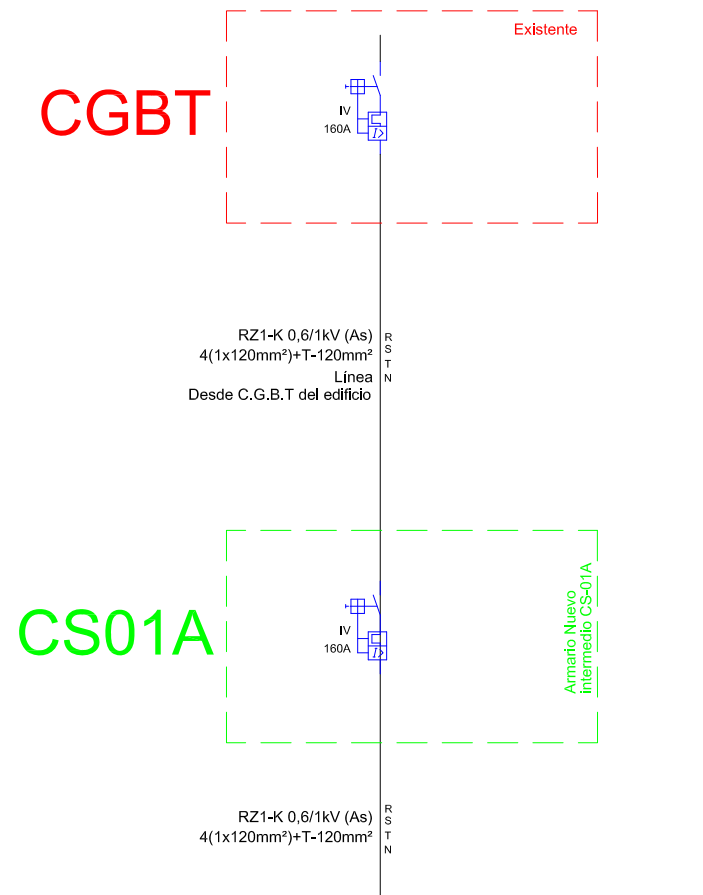 Existente
CGBT
IV
160A
I>
RZ1-K 0,6/1kV (As)
4(1x120mm²)+T-120mm²
Línea
Desde C.G.B.T del edificio
R
S
T
N
CS01A
IV
160A
I>
Armario Nuevo
intermedio CS-01A
RZ1-K 0,6/1kV (As)
4(1x120mm²)+T-120mm²
R
S
T
N